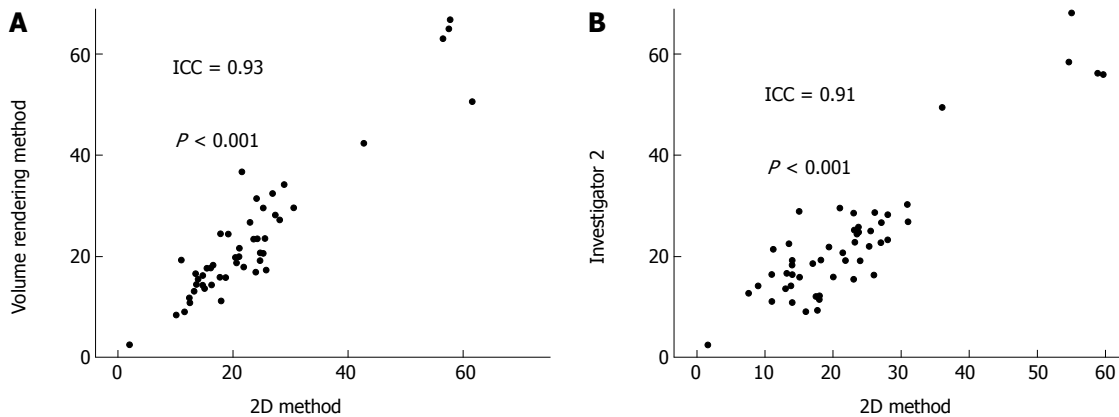 A
Volume rendering method
60
40
20
0
ICC = 0.93
P < 0.001
0 20 40 60
2D method
B
Investigator 2
60
40
20
0
ICC = 0.91
P < 0.001
0 10 20 30 40 50 60
2D method